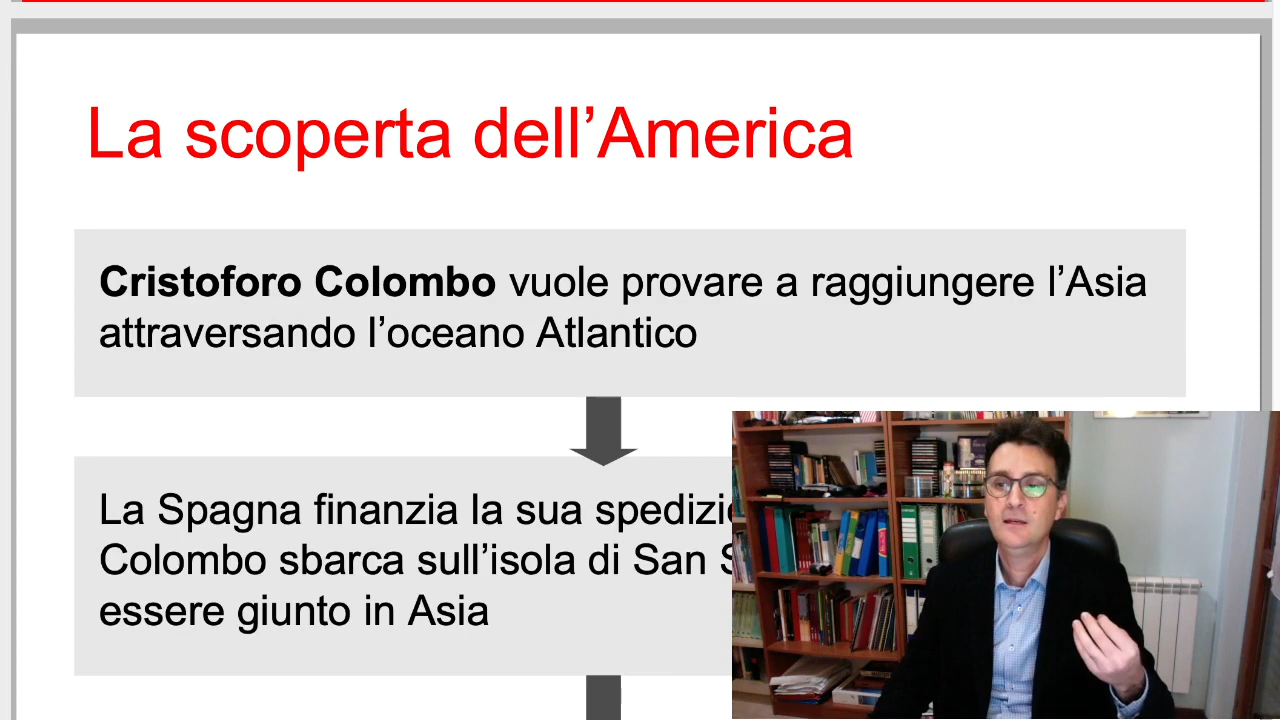 La scoperta dell’America
Cristoforo Colombo vuole provare a raggiungere l’Asia
attraversando l’oceano Atlantico
La Spagna finanzia la sua
Colombo sbarca sull’isola di San
essere giunto in Asia